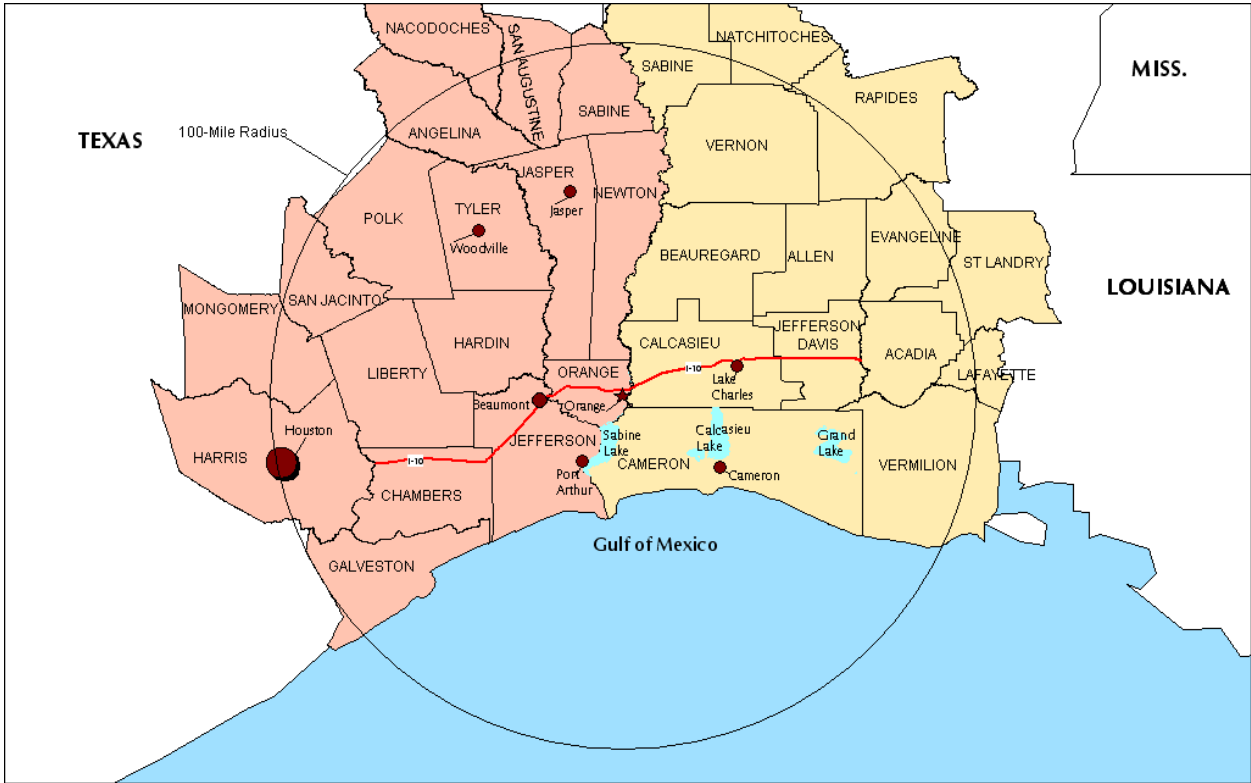 NACODOCHES
SAN AUGUSTINE
NATCHITOCHES
SABINE
MISS.
RAPIDES
SABINE
TEXAS
100-Mile Radius
ANGELINA
VERNON
JASPER
NEWTON
Jasper
TYLER
POLK
Woodville
EVANGELINE
BEAUREGARD
ALLEN
ST LANDRY
LOUISIANA
SAN JACINTO
MONGOMERY
JEFFERSON
DAVIS
HARDIN
CALCASIEU
ACADIA
LIBERTY
ORANGE
I-10
LAFAYETTE
Lake
Charles
Beaumont
Orange
Houston
JEFFERSON
Sabine
Lake
Calcasieu
Lake
Grand
Lake
HARRIS
I-10
CAMERON
VERMILION
Port
Arthur
Cameron
CHAMBERS
Gulf of Mexico
GALVESTON